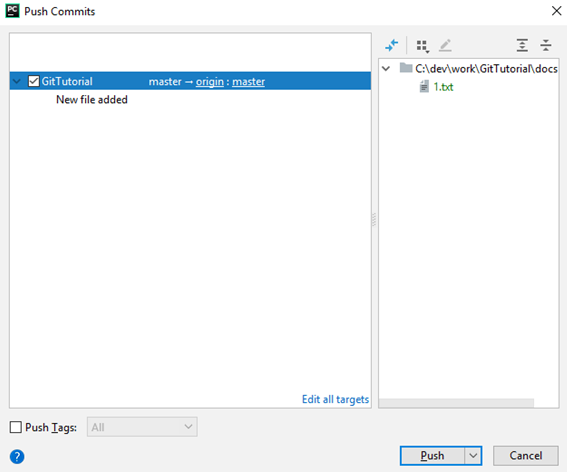 PC Push Commits
GitTutorial master → origin : master
New file added
Edit all targets
C:\dev\work\GitTutorial\docs
1.txt
Push Tags: All
? Push Cancel